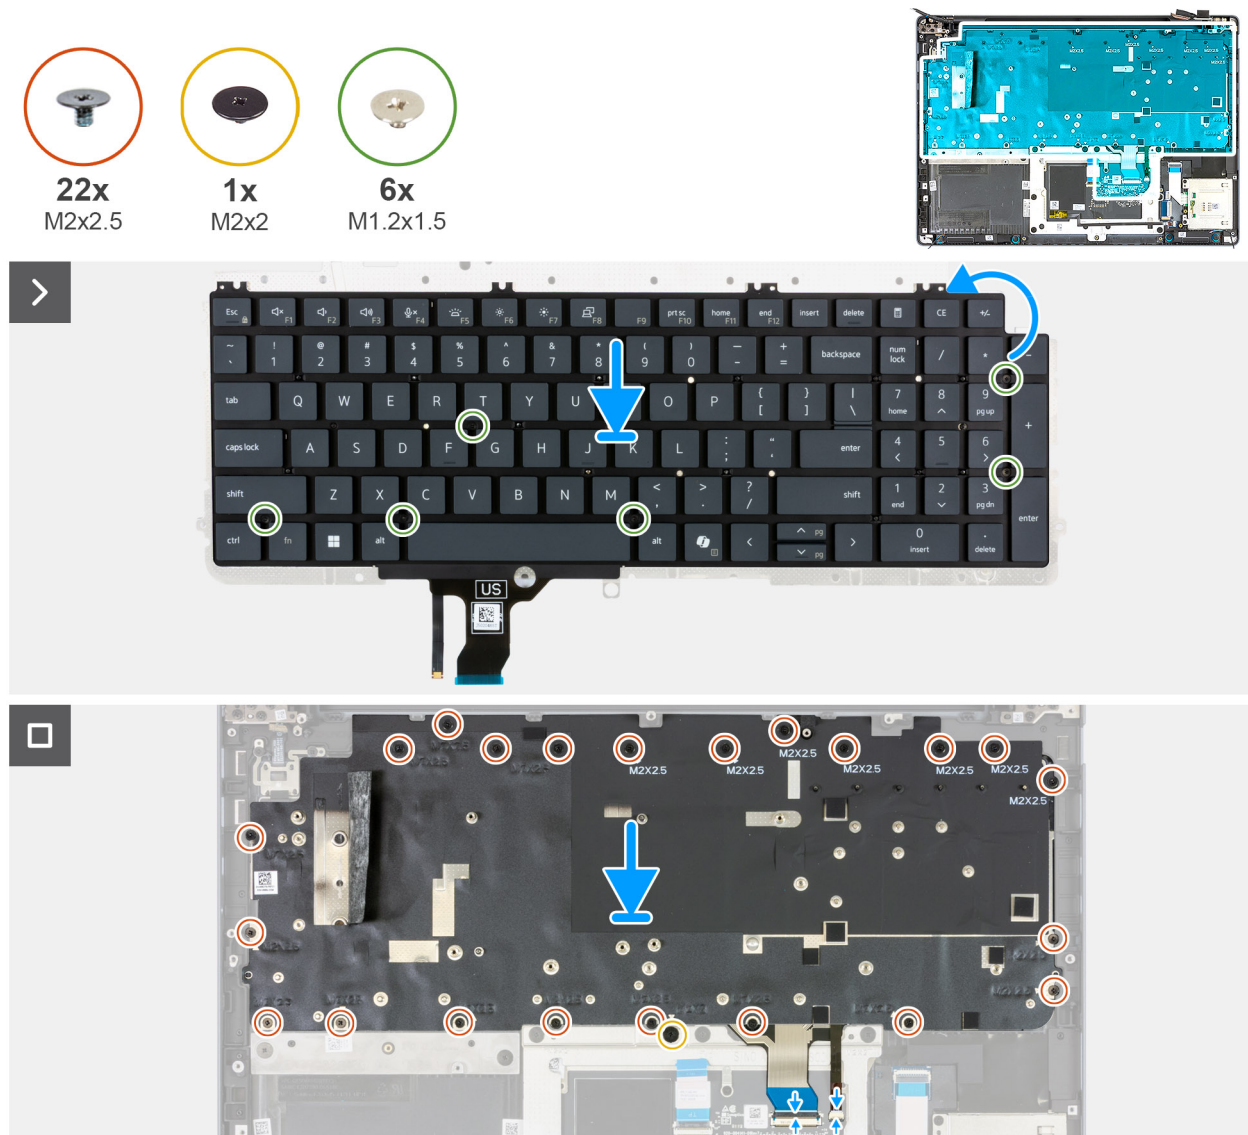 22x
M2x2.5
1x
M2x2
6x
M1.2x1.5
Esc F1 F2 F3 F4 F5 F6 F7 F8 F9 prt sc F10 home F11 end F12 insert delete CE +/-
~ ` ! 1 @ 2 # 3 $ 4 % 5 ^ 6 & 7 * 8 ( 9 ) 0 — - + = backspace num lock / * -
tab Q W E R T Y U O P { [ } ] | \ 7 home 8 9 pg up +
caps lock A S D F G H J K L : ; " ' enter 4 5 6
shift Z X C V B N M < , > . ? / shift 1 end 2 3 pg dn enter
ctrl fn alt alt < ^ pg pg > 0 insert . delete
US
M2X2.5
M2X2.5
M2X2.5
M2X2.5
M2X2.5
M2X2.5
M2X2.5